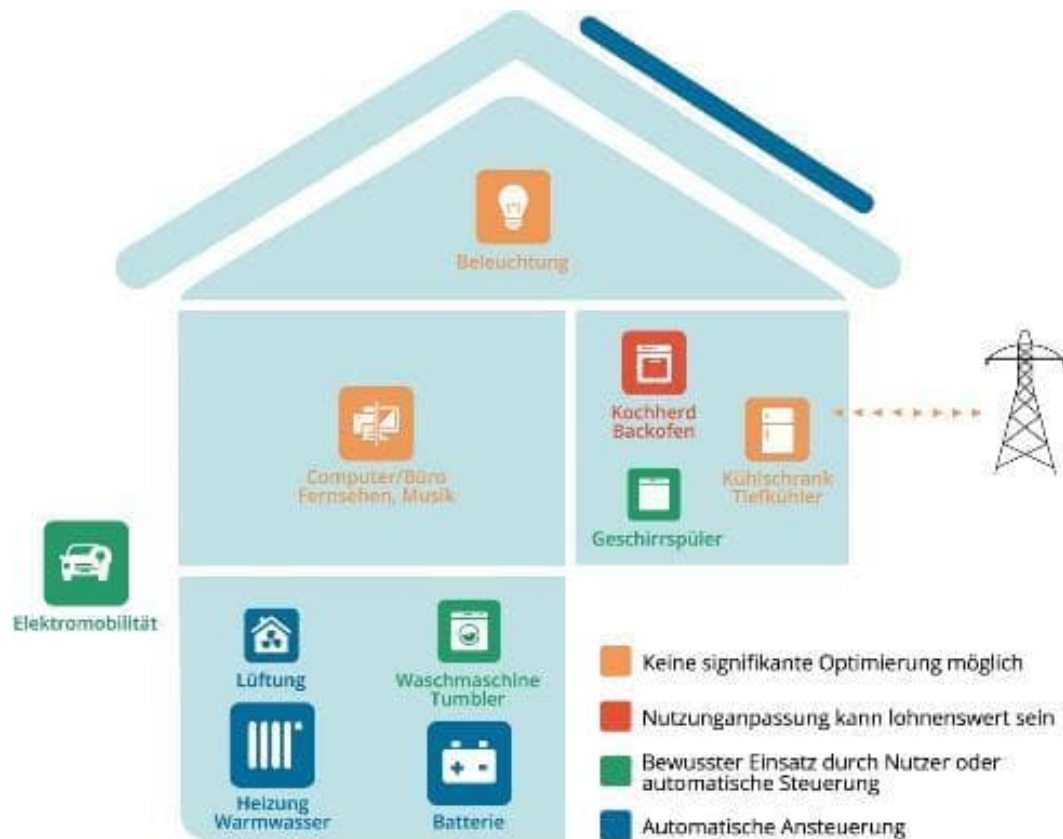 Beleuchtung
Kochherd
Backofen
Computer/Büro
Fernsehen, Musik
Kühlschrank
Tiefkühler
Geschirrspüler
Elektromobilität
Lüftung
Waschmaschine
Tumbler
Heizung
Warmwasser
Batterie
Keine signifikante Optimierung möglich
Nutzunganpassung kann lohnenswert sein
Bewusster Einsatz durch Nutzer oder
automatische Steuerung
Automatische Ansteuerung